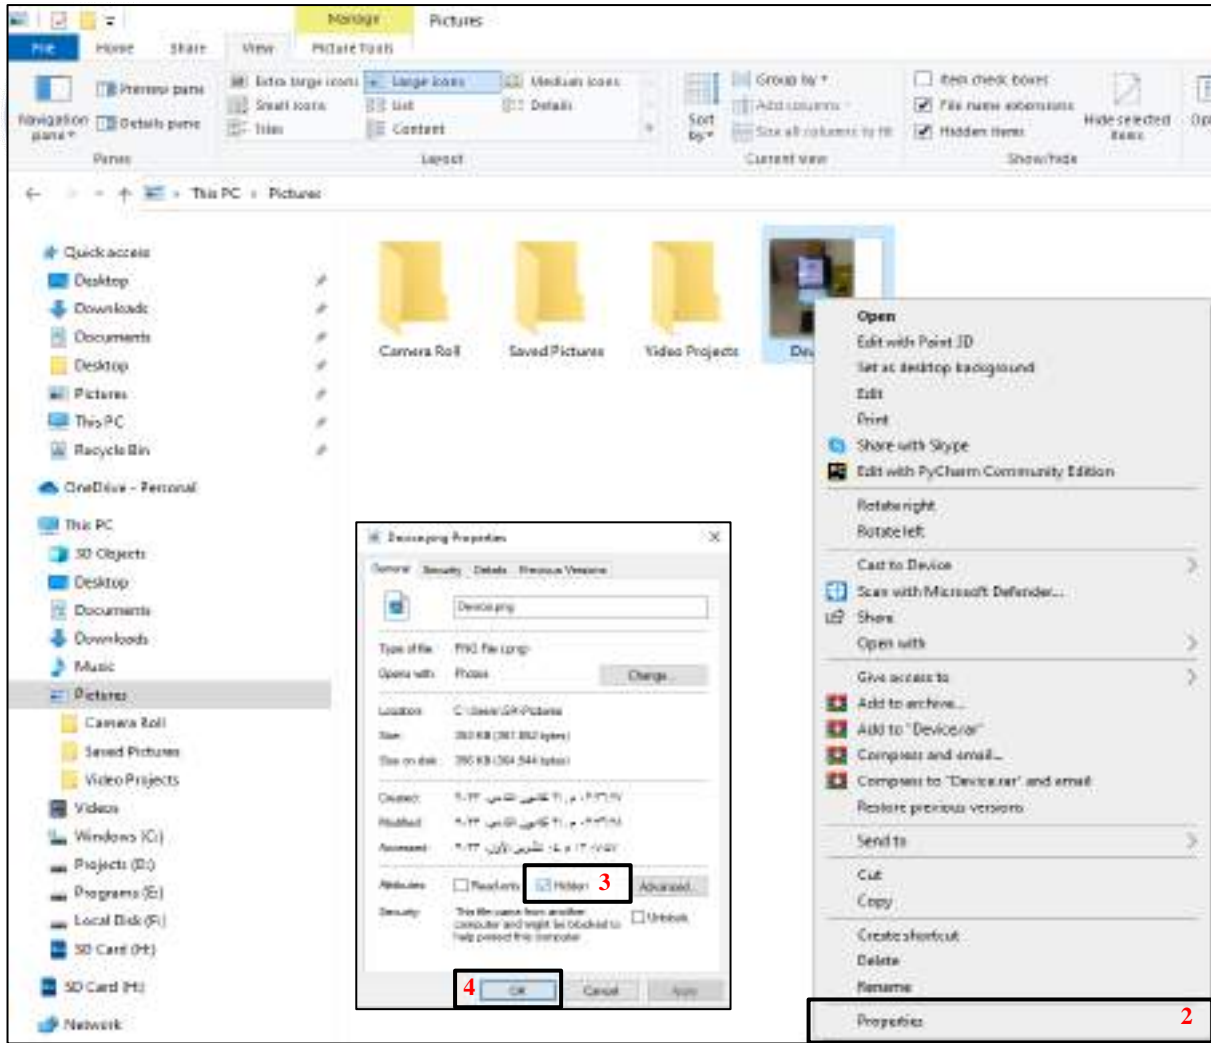 Manage Pictures
File Home Share View Picture Tools
Preview pane
Details pane
Navigation pane
Panes
Extra large icons Large icons Medium icons
Small icons List Details
Tiles Content
Layout
Sort by
Group by
Add columns
Size all columns to fit
Current view
Item check boxes
File name extensions
Hidden items
Hide selected items
Show/hide
This PC Pictures
Quick access
Desktop
Downloads
Documents
Desktop
Pictures
This PC
Recycle Bin
OneDrive - Personal
This PC
3D Objects
Desktop
Documents
Downloads
Music
Pictures
Camera Roll
Saved Pictures
Video Projects
Videos
Windows (C:)
Projects (D:)
Programs (E:)
Local Disk (F:)
SD Card (H:)
SD Card (H:)
Network
Camera Roll Saved Pictures Video Projects
Open
Edit with Paint 3D
Set as desktop background
Edit
Print
Share with Skype
Edit with PyCharm Community Edition
Rotate right
Rotate left
Cast to Device
Scan with Microsoft Defender...
Share
Open with
Give access to
Add to archive...
Add to "Device.rar"
Compress and email...
Compress to "Device.rar" and email
Restore previous versions
Send to
Cut
Copy
Create shortcut
Delete
Rename
Properties 2
Device.png Properties
General Security Details Previous Versions
Device.png
Type of file: PNG File (.png)
Opens with: Photos Change...
Location:
Size:
Size on disk:
Created:
Modified:
Accessed:
Attributes: Read-only Hidden 3 Advanced...
Security: This file came from another
computer and might be blocked to
help protect this computer.
Unblock
4 OK Cancel Apply